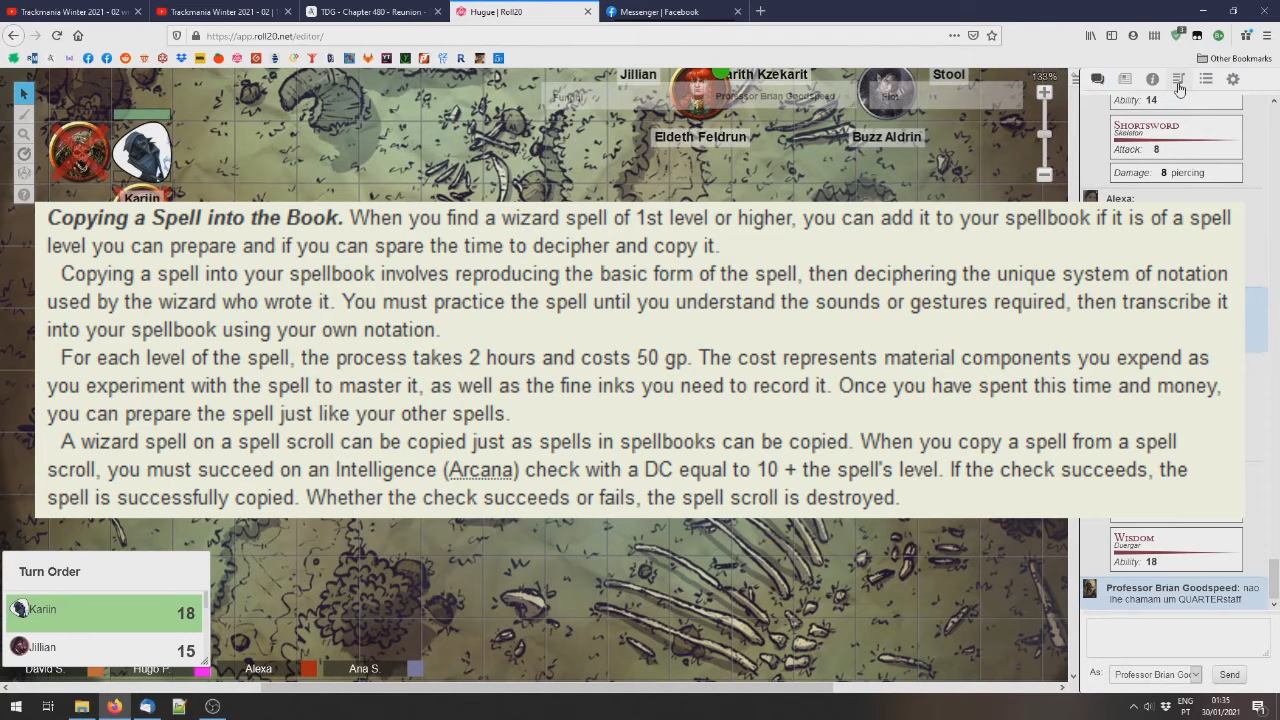 Trackmania Winter 2021 - 02 w
Trackmania Winter 2021 - 02 |
TDG - Chapter 480 - Reunion -
Hugue | Roll20
Messenger | Facebook
https://app.roll20.net/editor/
Other Bookmarks
133%
Jillian
arith Kzekarit
Stool
Professor Brian Goodspeed
Eldeth Feldrun
Buzz Aldrin
Kariin
Ability: 14
SHORTSWORD
Skeleton
Attack: 8
Damage: 8 piercing
Alexa:
Copying a Spell into the Book. When you find a wizard spell of 1st level or higher, you can add it to your spellbook if it is of a spell
level you can prepare and if you can spare the time to decipher and copy it.
Copying a spell into your spellbook involves reproducing the basic form of the spell, then deciphering the unique system of notation
used by the wizard who wrote it. You must practice the spell until you understand the sounds or gestures required, then transcribe it
into your spellbook using your own notation.
For each level of the spell, the process takes 2 hours and costs 50 gp. The cost represents material components you expend as
you experiment with the spell to master it, as well as the fine inks you need to record it. Once you have spent this time and money,
you can prepare the spell just like your other spells.
A wizard spell on a spell scroll can be copied just as spells in spellbooks can be copied. When you copy a spell from a spell
scroll, you must succeed on an Intelligence (Arcana) check with a DC equal to 10 + the spell's level. If the check succeeds, the
spell is successfully copied. Whether the check succeeds or fails, the spell scroll is destroyed.
WISDOM
Duergar
Ability: 18
Professor Brian Goodspeed: nao
lhe chamam um QUARTERstaff
Turn Order
Kariin 18
Jillian 15
David S.
Hugo P.
Alexa
Ana S.
As:
Professor Brian Goo
Send
ENG
PT
01:35
30/01/2021